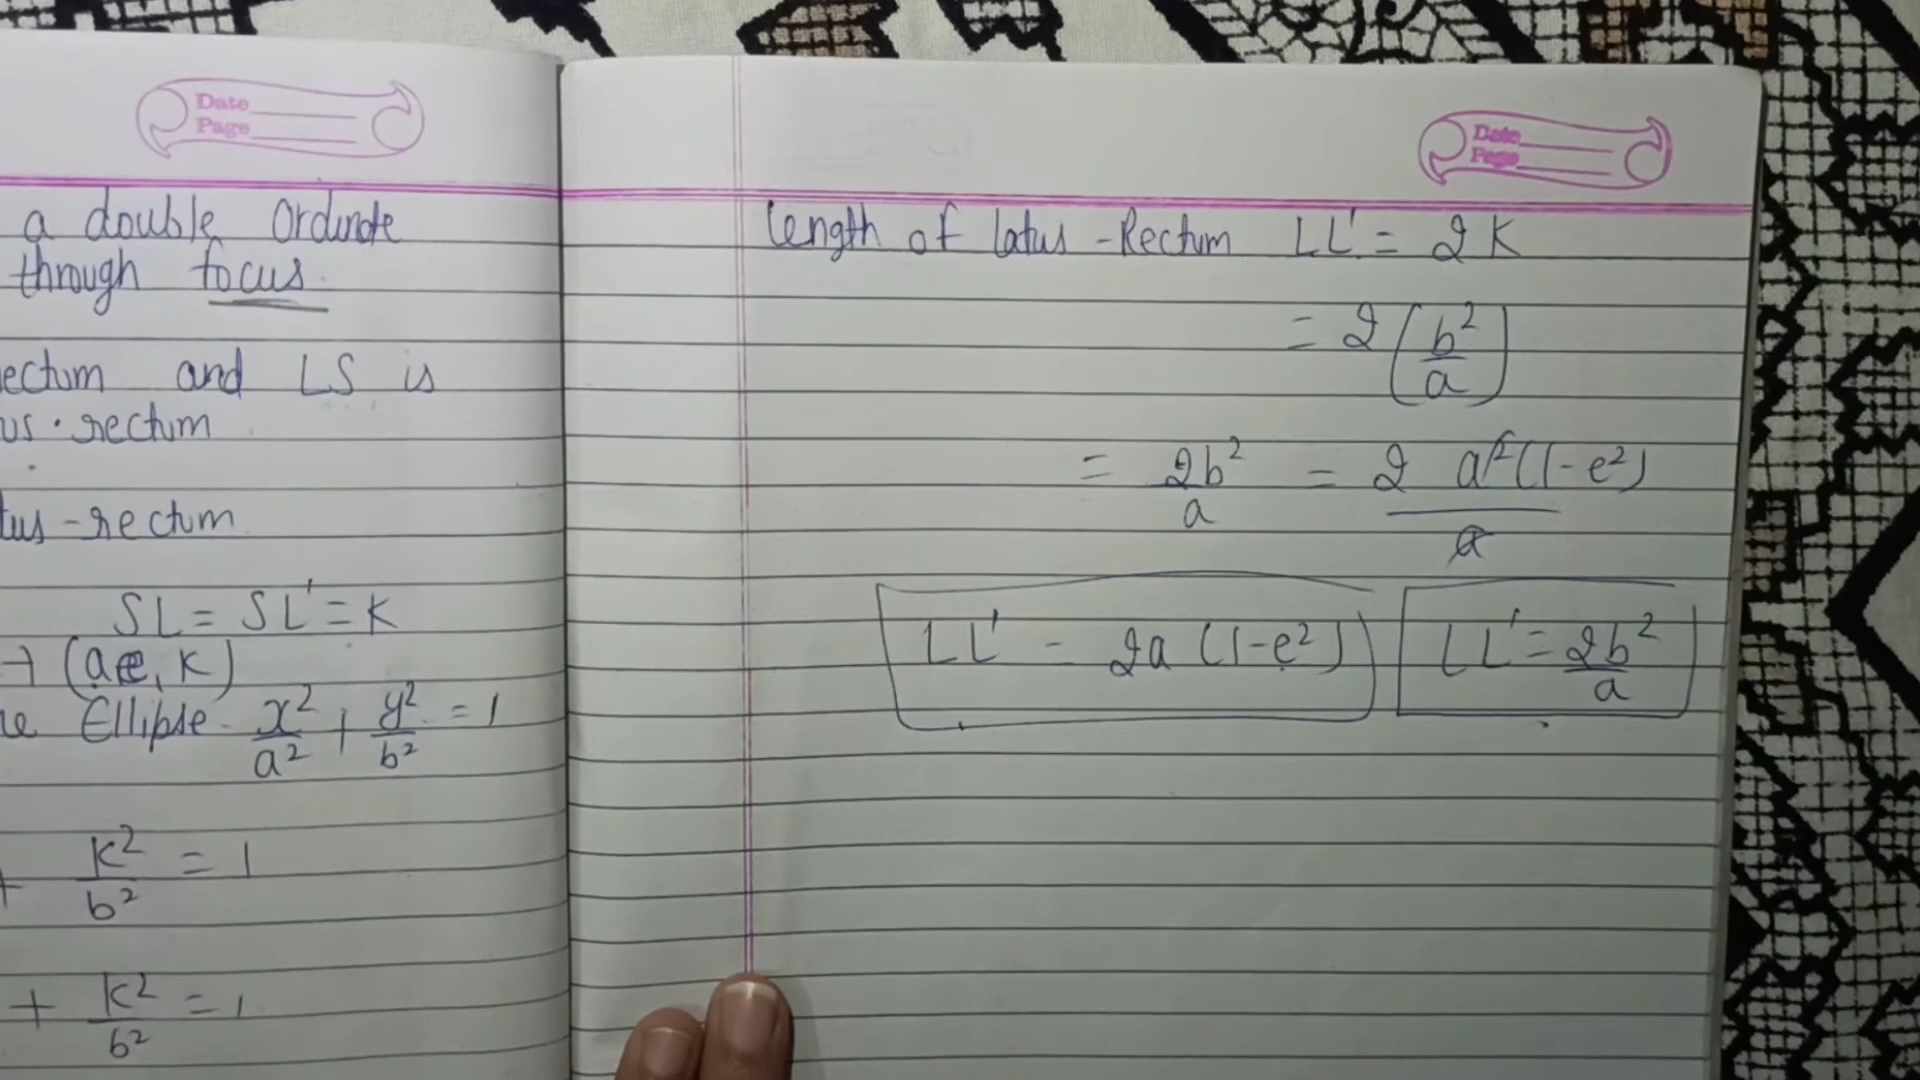 Date
Page
a double Ordinate
through focus.
ectum and LS is
us.rectum
tus-rectum
SL = SL' = K
→ (ae, K)
Ellipse x²/a² + y²/b² = 1
+ K²/b² = 1
+ K²/b² = 1
Date
Page
length of latus-Rectum LL' = 2K
= 2(b²/a)
= 2b²/a = 2 a²(1-e²)/a
LL' = 2a(1-e²) LL' = 2b²/a